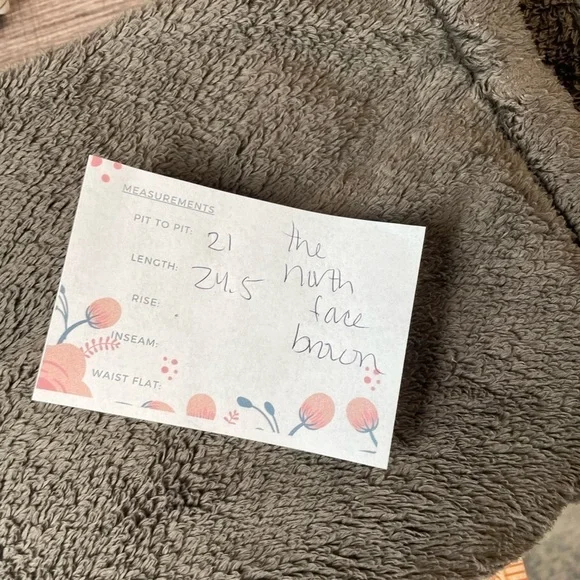 MEASUREMENTS
PIT TO PIT: 21
LENGTH: 24.5
RISE:
INSEAM:
WAIST FLAT:
the
north
face
brown